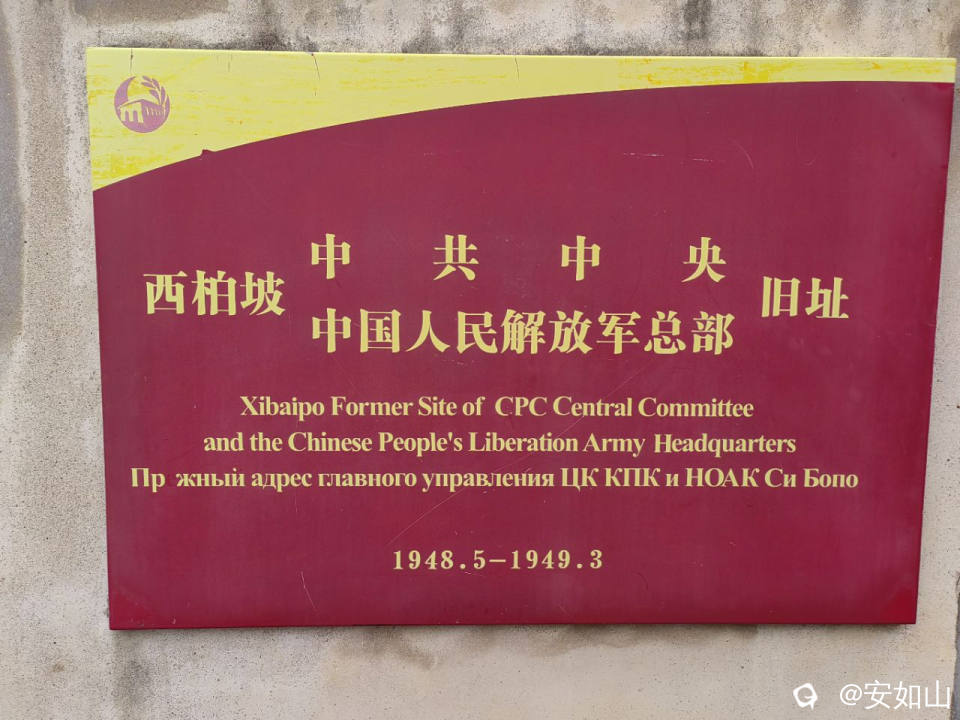 中共中央
西柏坡 旧址
中国人民解放军总部
Xibaipo Former Site of CPC Central Committee
and the Chinese People's Liberation Army Headquarters
Пр жный адрес главного управления ЦК КПК и НОАК Си Бопо
1948.5-1949.3
@安如山